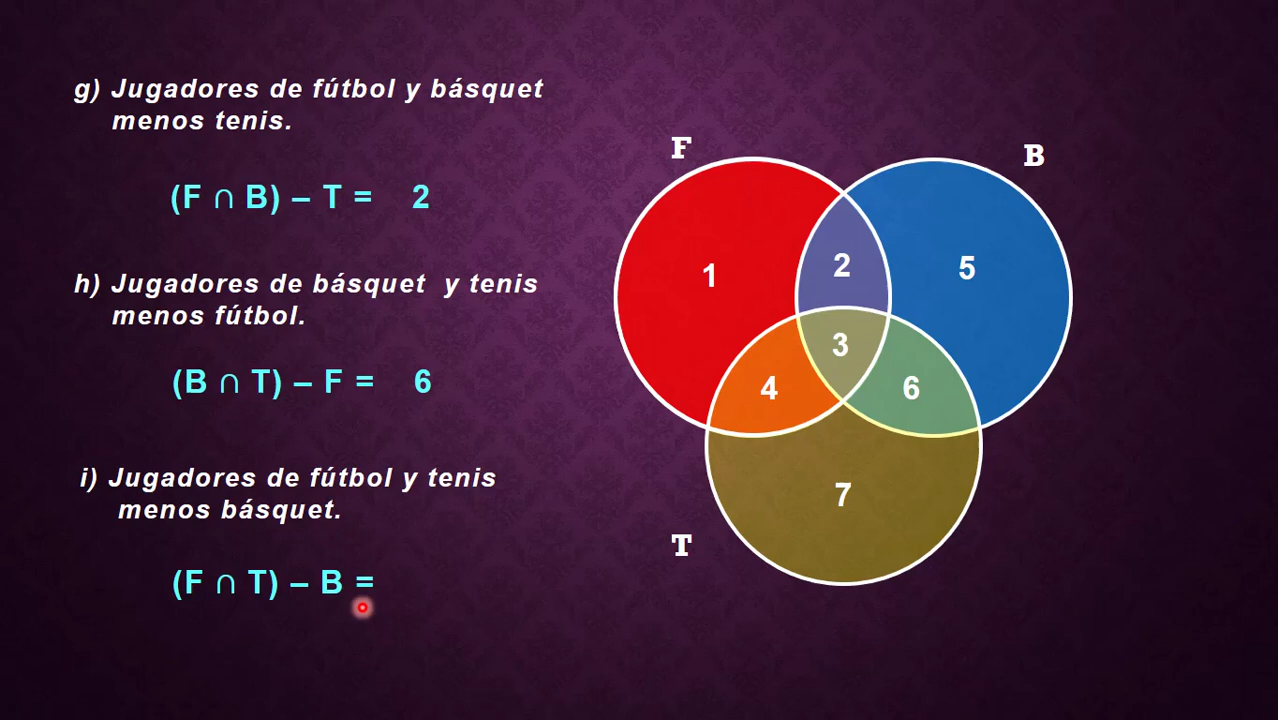 g) Jugadores de fútbol y básquet
menos tenis.
(F ∩ B) – T = 2
h) Jugadores de básquet y tenis
menos fútbol.
(B ∩ T) – F = 6
i) Jugadores de fútbol y tenis
menos básquet.
(F ∩ T) – B =
F
B
1
2
5
3
4
6
7
T